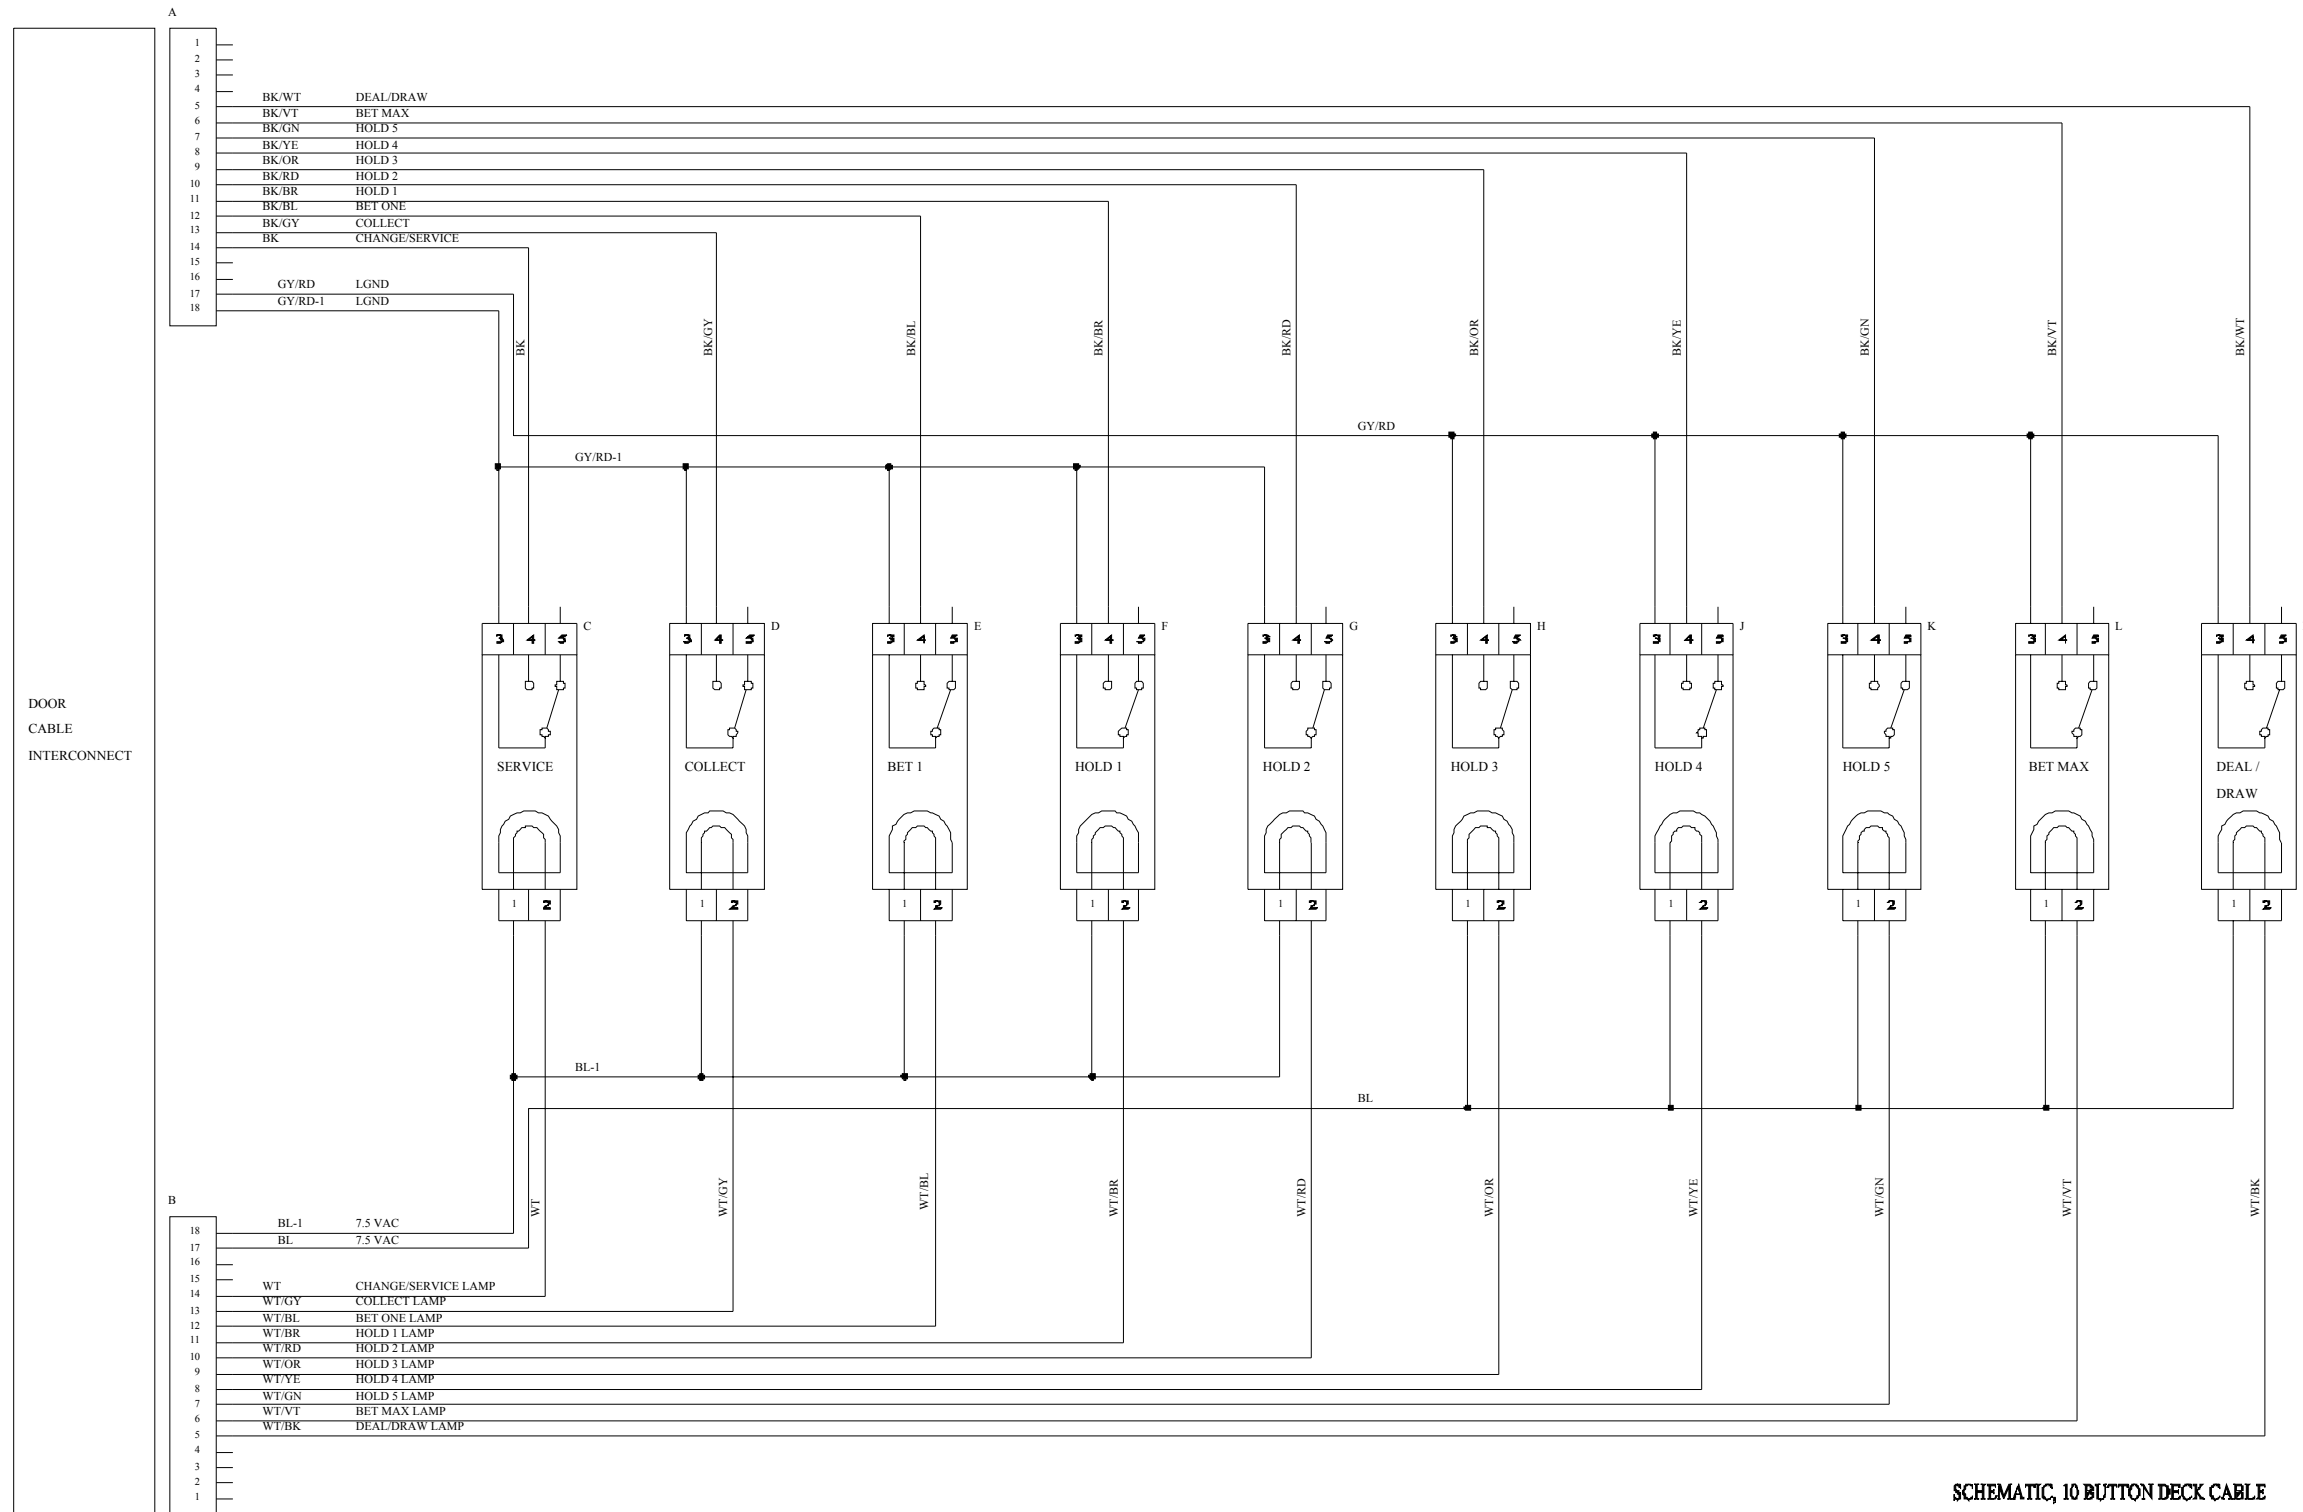 A
1
2
3
4
BK/WT DEAL/DRAW
5
BK/VT BET MAX
6
BK/GN HOLD 5
7
BK/YE HOLD 4
8
BK/OR HOLD 3
9
BK/RD HOLD 2
10
BK/BR HOLD 1
11
BK/BL BET ONE
12
BK/GY COLLECT
13
BK CHANGE/SERVICE
14
15
16
GY/RD LGND
17
GY/RD-1 LGND
18
BK BK/GY BK/BL BK/BR BK/RD BK/OR BK/YE BK/GN BK/VT BK/WT
GY/RD
GY/RD-1
C D E F G H J K L
3 4 5 3 4 5 3 4 5 3 4 5 3 4 5 3 4 5 3 4 5 3 4 5 3 4 5 3 4 5
DOOR
CABLE
INTERCONNECT
SERVICE COLLECT BET 1 HOLD 1 HOLD 2 HOLD 3 HOLD 4 HOLD 5 BET MAX DEAL /
DRAW
1 2 1 2 1 2 1 2 1 2 1 2 1 2 1 2 1 2 1 2
BL-1
BL
WT WT/GY WT/BL WT/BR WT/RD WT/OR WT/YE WT/GN WT/VT WT/BK
B
BL-1 7.5 VAC
18
BL 7.5 VAC
17
16
15
WT CHANGE/SERVICE LAMP
14
WT/GY COLLECT LAMP
13
WT/BL BET ONE LAMP
12
WT/BR HOLD 1 LAMP
11
WT/RD HOLD 2 LAMP
10
WT/OR HOLD 3 LAMP
9
WT/YE HOLD 4 LAMP
8
WT/GN HOLD 5 LAMP
7
WT/VT BET MAX LAMP
6
WT/BK DEAL/DRAW LAMP
5
4
3
2
1
SCHEMATIC, 10 BUTTON DECK CABLE